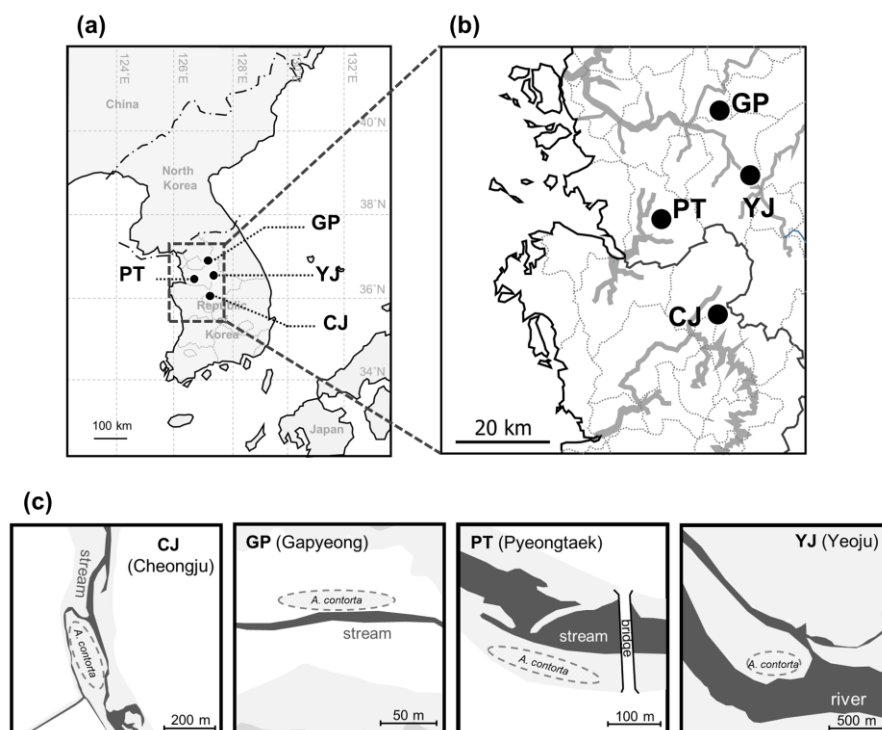 (a)
124°E
126°E
128°E
132°E
China
40°N
North
Korea
38°N
GP
PT
YJ
36°N
Republic
CJ
Korea
34°N
100 km
Japan
(b)
GP
PT
YJ
CJ
20 km
(c)
CJ
(Cheongju)
stream
A. contorta
200 m
GP (Gapyeong)
A. contorta
stream
50 m
PT (Pyeongtaek)
stream
bridge
A. contorta
100 m
YJ (Yeoju)
A. contorta
river
500 m